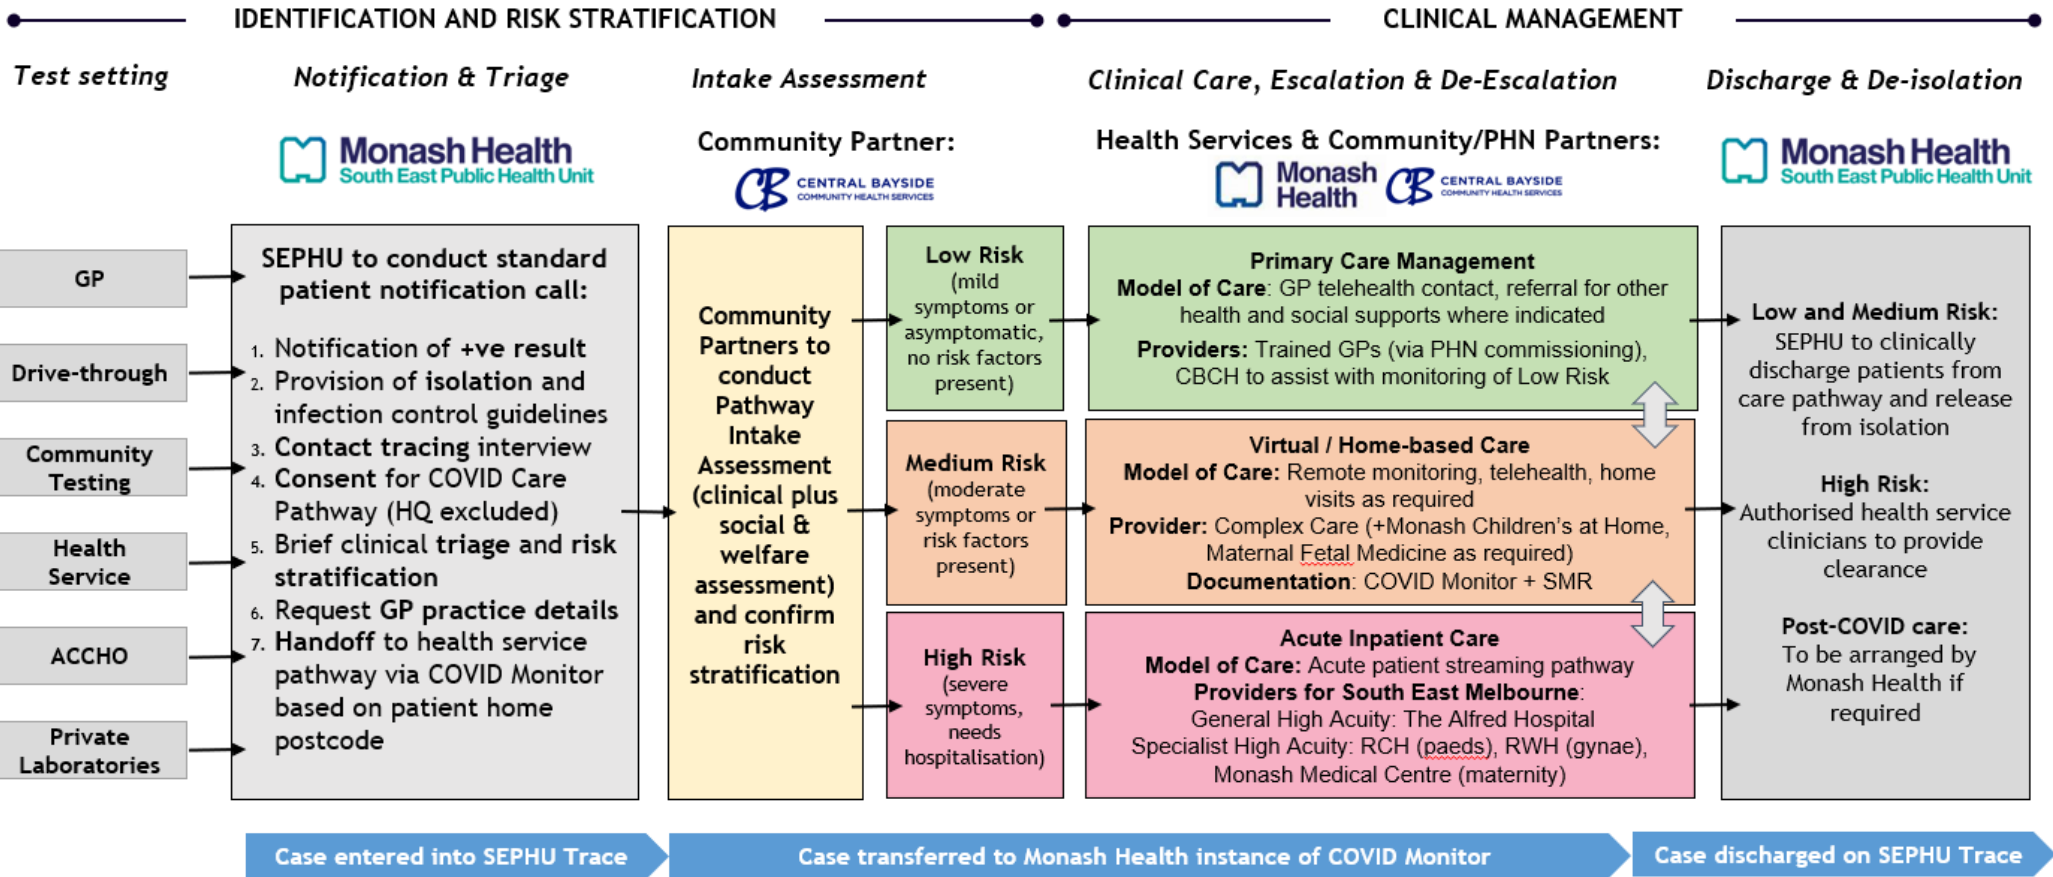 IDENTIFICATION AND RISK STRATIFICATION
CLINICAL MANAGEMENT
Test setting
Notification & Triage
Intake Assessment
Clinical Care, Escalation & De-Escalation
Discharge & De-isolation
Monash Health
South East Public Health Unit
Community Partner:
CB CENTRAL BAYSIDE
COMMUNITY HEALTH SERVICES
Health Services & Community/PHN Partners:
Monash
Health
CB CENTRAL BAYSIDE
COMMUNITY HEALTH SERVICES
Monash Health
South East Public Health Unit
GP
Drive-through
Community
Testing
Health
Service
ACCHO
Private
Laboratories
SEPHU to conduct standard
patient notification call:
1. Notification of +ve result
2. Provision of isolation and
infection control guidelines
3. Contact tracing interview
4. Consent for COVID Care
Pathway (HQ excluded)
5. Brief clinical triage and risk
stratification
6. Request GP practice details
7. Handoff to health service
pathway via COVID Monitor
based on patient home
postcode
Community
Partners to
conduct
Pathway
Intake
Assessment
(clinical plus
social &
welfare
assessment)
and confirm
risk
stratification
Low Risk
(mild
symptoms or
asymptomatic,
no risk factors
present)
Medium Risk
(moderate
symptoms or
risk factors
present)
High Risk
(severe
symptoms,
needs
hospitalisation)
Primary Care Management
Model of Care: GP telehealth contact, referral for other
health and social supports where indicated
Providers: Trained GPs (via PHN commissioning),
CBCH to assist with monitoring of Low Risk
Virtual / Home-based Care
Model of Care: Remote monitoring, telehealth, home
visits as required
Provider: Complex Care (+Monash Children's at Home,
Maternal Fetal Medicine as required)
Documentation: COVID Monitor + SMR
Acute Inpatient Care
Model of Care: Acute patient streaming pathway
Providers for South East Melbourne:
General High Acuity: The Alfred Hospital
Specialist High Acuity: RCH (paeds), RWH (gynae),
Monash Medical Centre (maternity)
Low and Medium Risk:
SEPHU to clinically
discharge patients from
care pathway and release
from isolation
High Risk:
Authorised health service
clinicians to provide
clearance
Post-COVID care:
To be arranged by
Monash Health if
required
Case entered into SEPHU Trace
Case transferred to Monash Health instance of COVID Monitor
Case discharged on SEPHU Trace